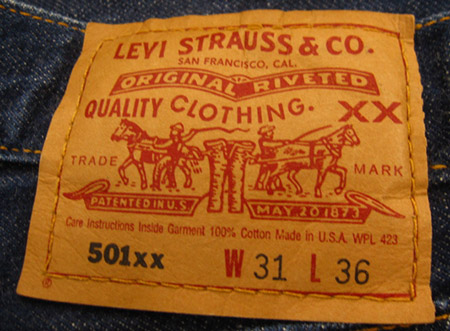 LEVI STRAUSS & CO.
SAN FRANCISCO, CAL.
ORIGINAL RIVETED
QUALITY CLOTHING. XX
TRADE MARK
PATENTED IN U.S. MAY 20 1873
Care Instructions Inside Garment 100% Cotton Made in U.S.A. WPL 423
501XX W 31 L 36
®